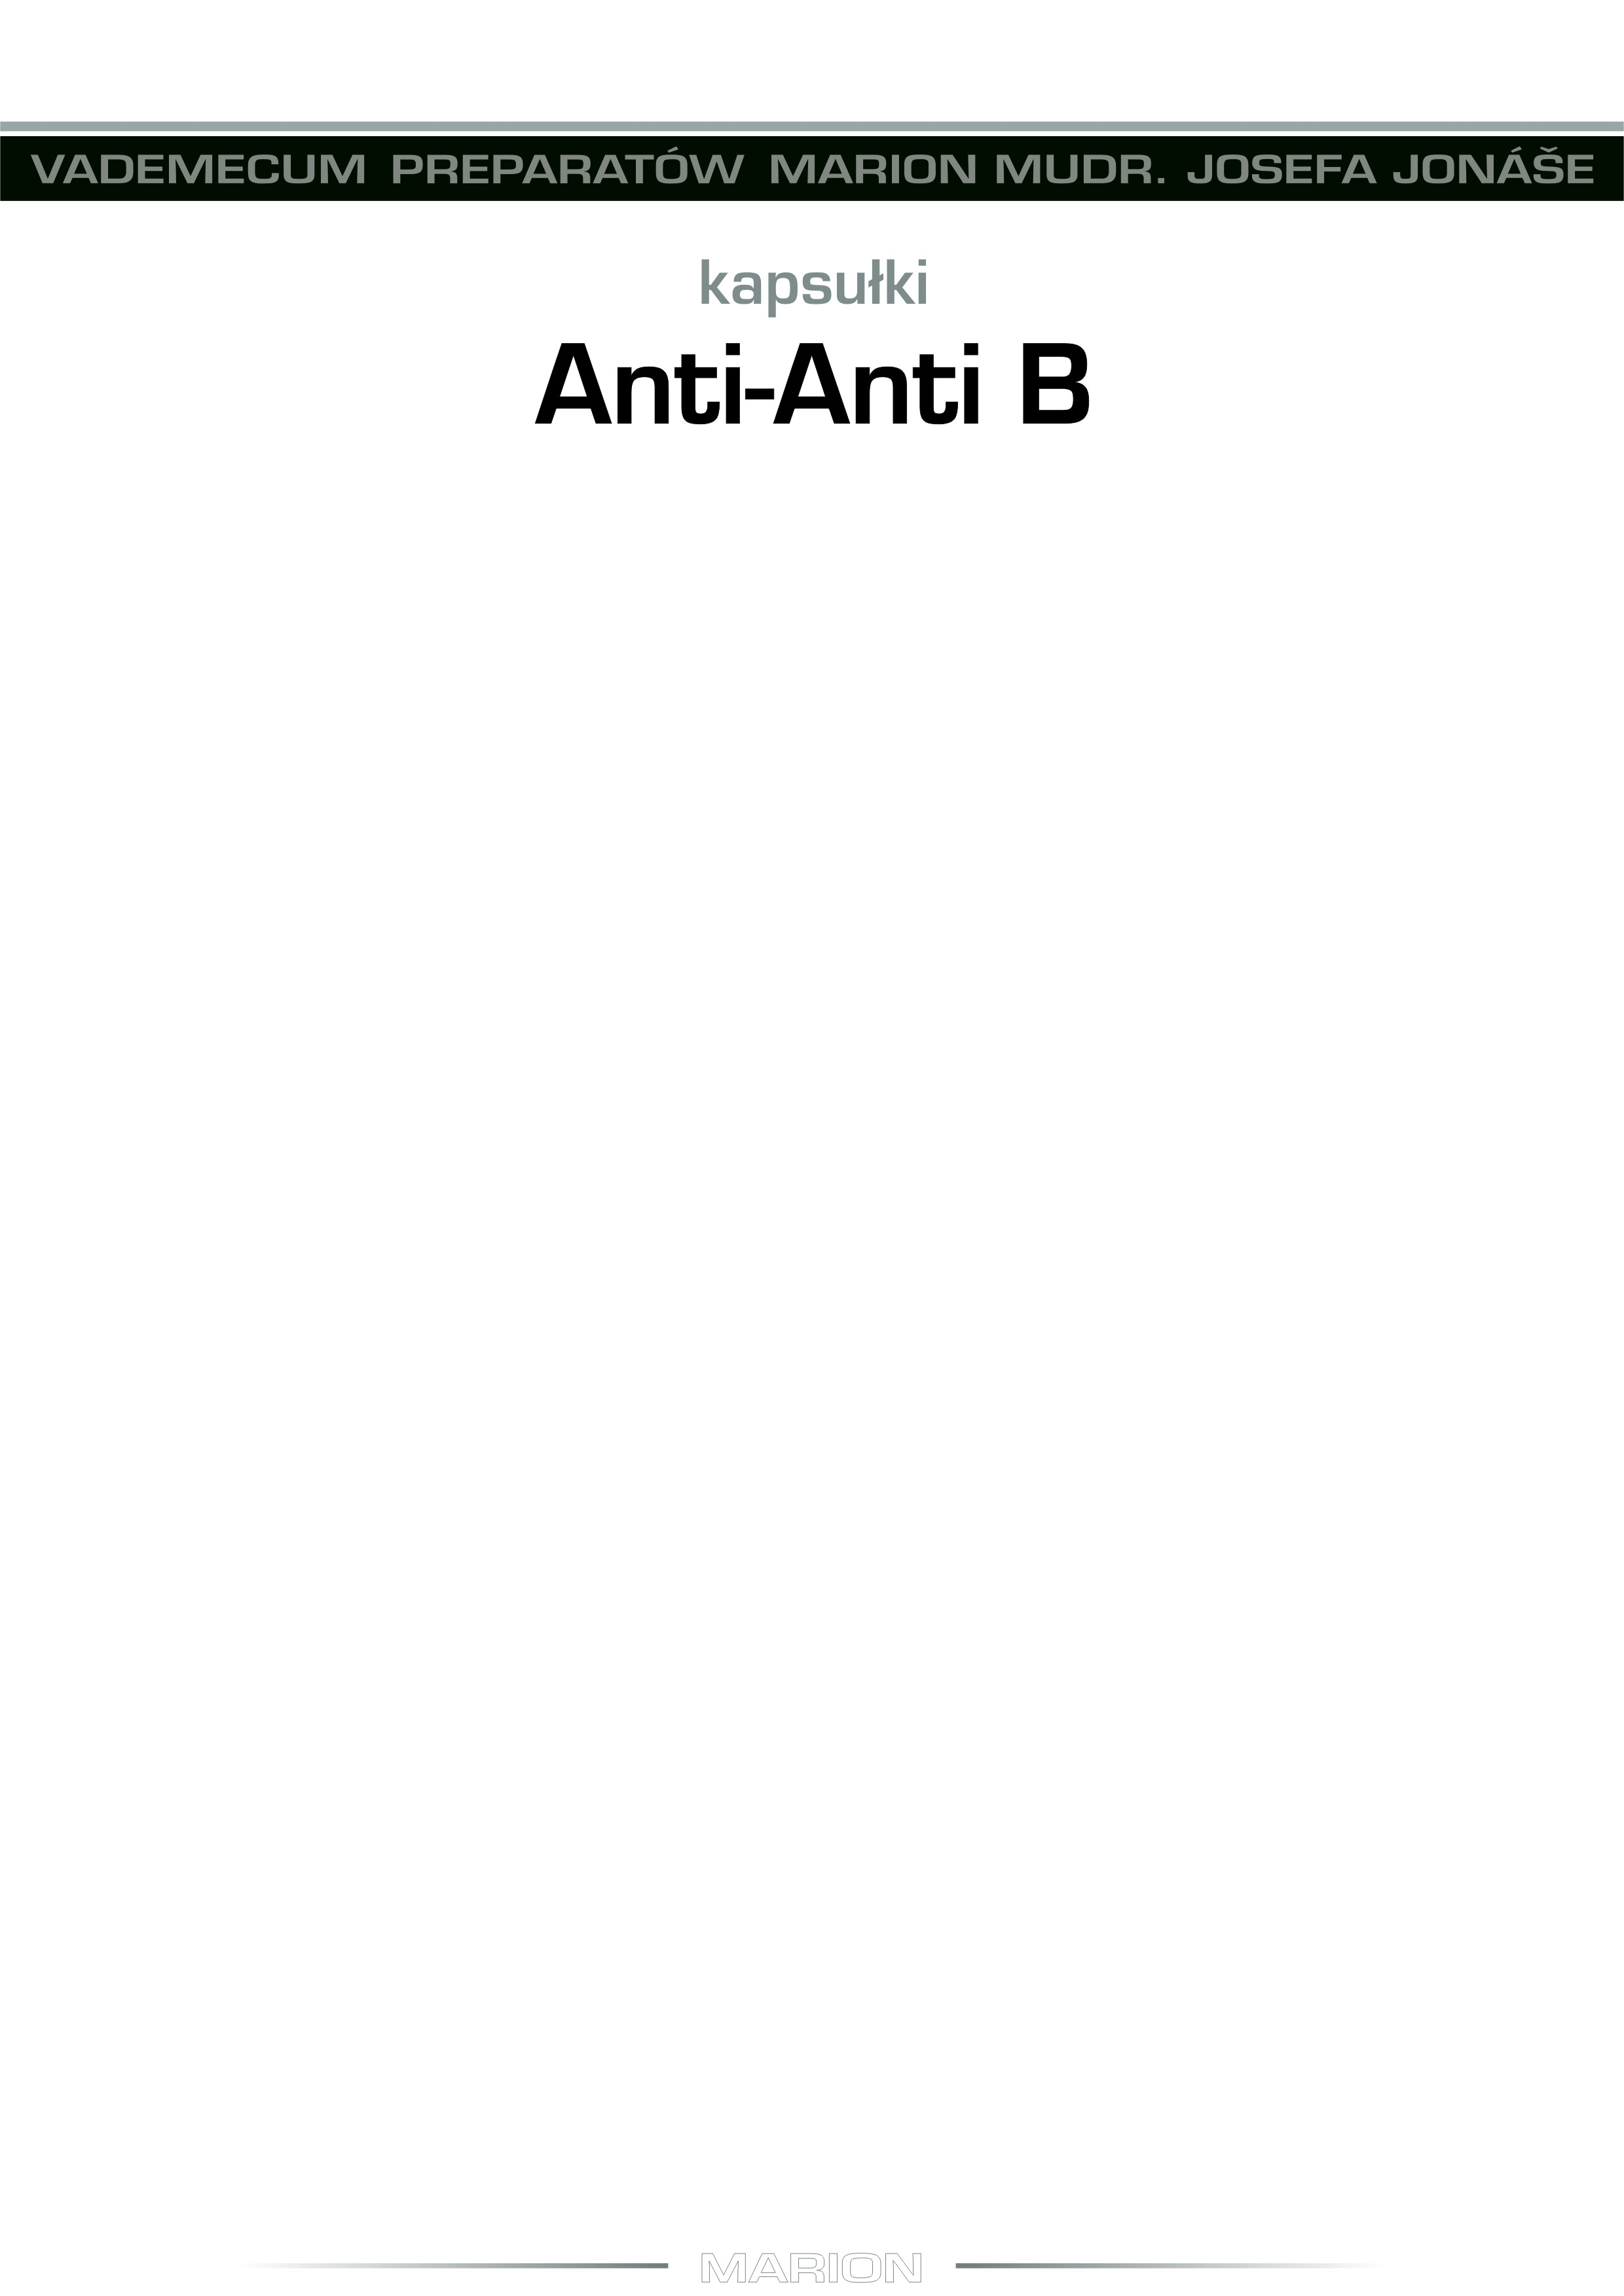 VADEMECUM PREPARATÓW MARION MUDR. JOSEFA JONÁŠE
kapsułki
Anti-Anti B
MARION